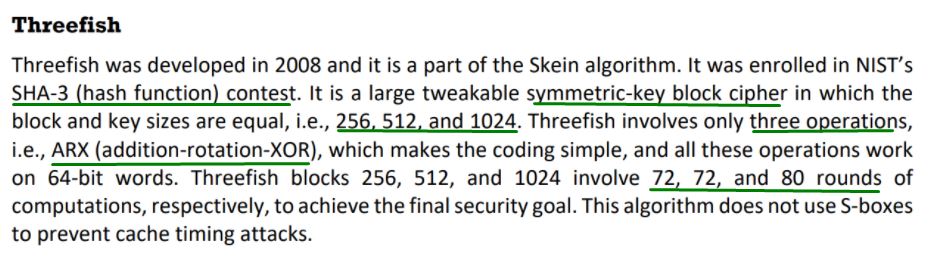 Threefish
Threefish was developed in 2008 and it is a part of the Skein algorithm. It was enrolled in NIST’s
SHA-3 (hash function) contest. It is a large tweakable symmetric-key block cipher in which the
block and key sizes are equal, i.e., 256, 512, and 1024. Threefish involves only three operations,
i.e., ARX (addition-rotation-XOR), which makes the coding simple, and all these operations work
on 64-bit words. Threefish blocks 256, 512, and 1024 involve 72, 72, and 80 rounds of
computations, respectively, to achieve the final security goal. This algorithm does not use S-boxes
to prevent cache timing attacks.